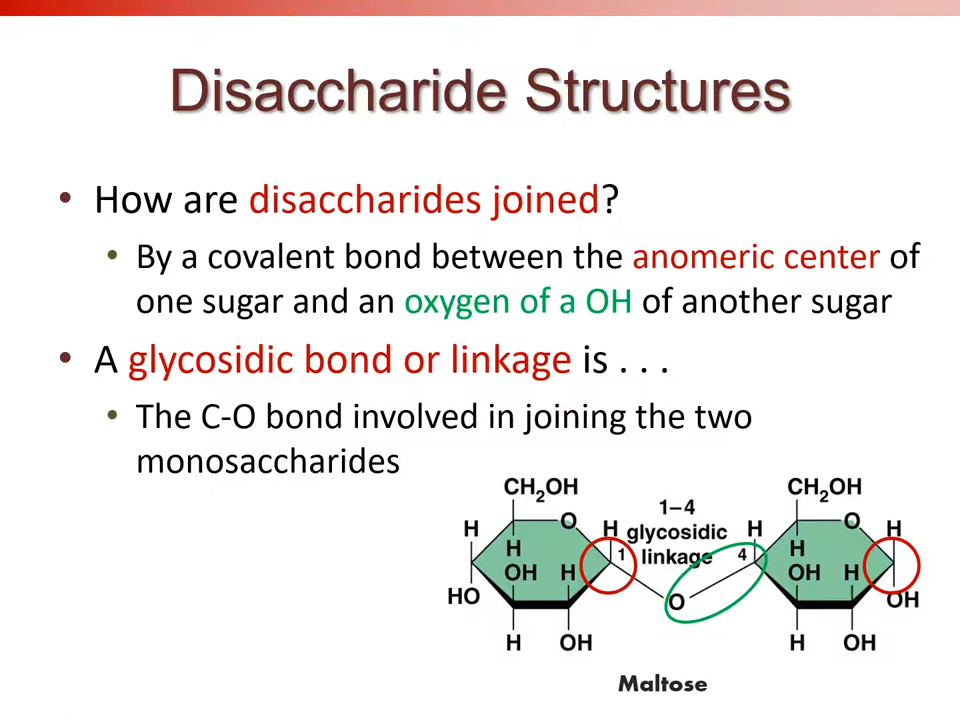 Disaccharide Structures
• How are disaccharides joined?
• By a covalent bond between the anomeric center of
one sugar and an oxygen of a OH of another sugar
• A glycosidic bond or linkage is . . .
• The C-O bond involved in joining the two
monosaccharides
CH2OH
CH2OH
1–4
glycosidic
linkage
H
O
H
H
O
H
H
1
4
H
OH
H
OH
H
HO
O
OH
H
OH
H
OH
Maltose